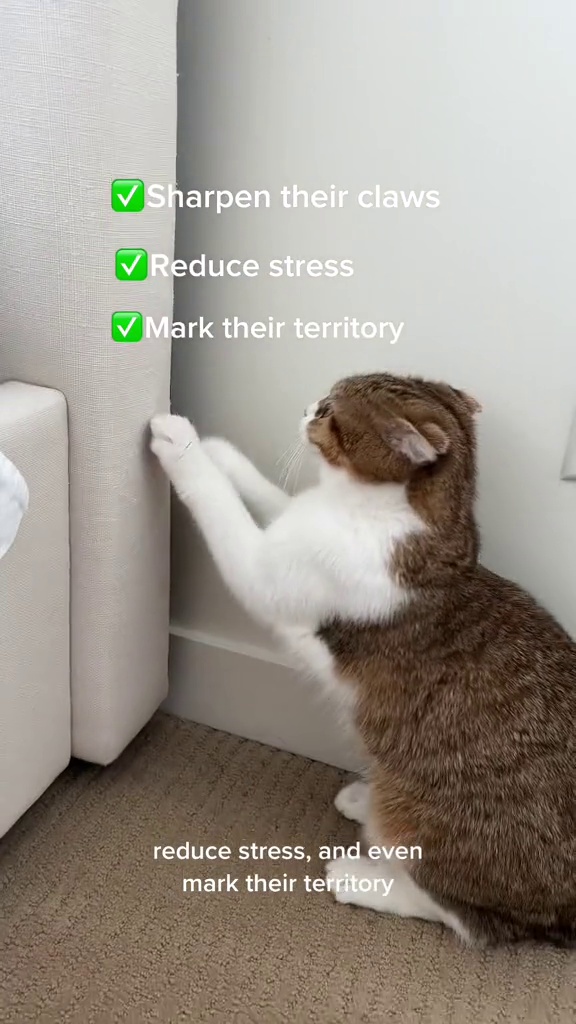 ✅Sharpen their claws
✅Reduce stress
✅Mark their territory
reduce stress, and even
mark their territory